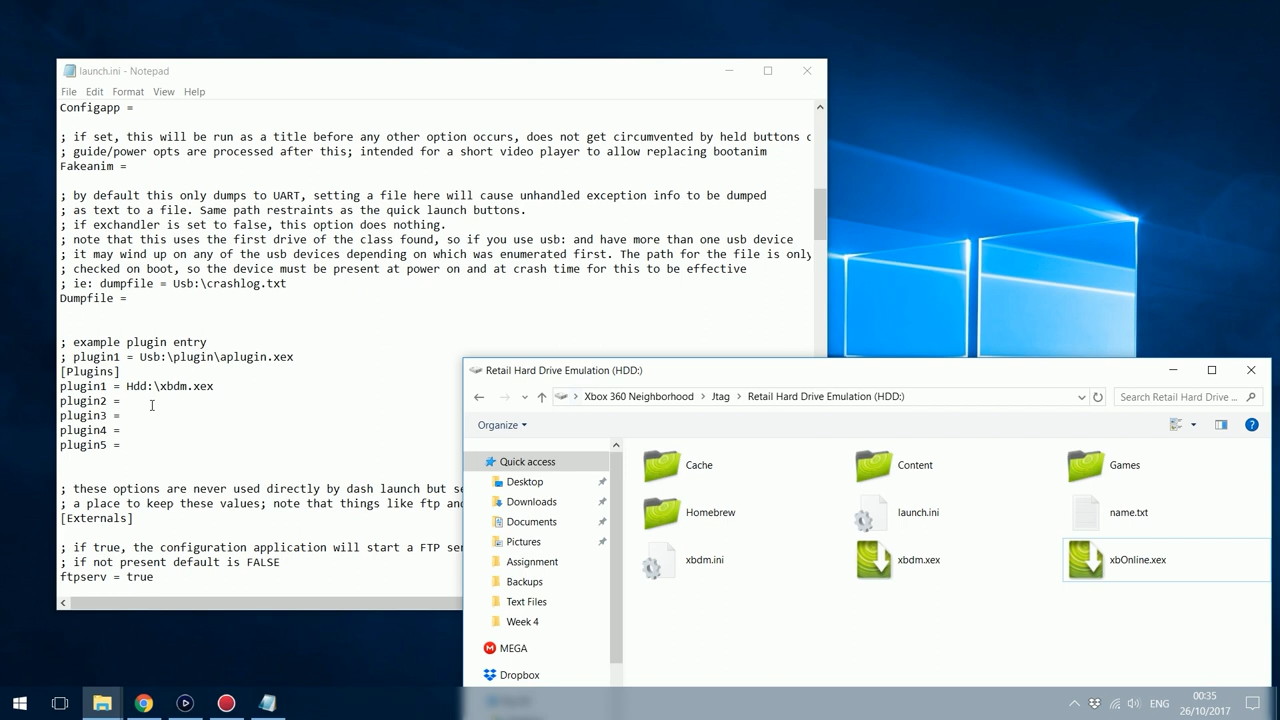 launch.ini - Notepad
File Edit Format View Help
Configapp =
; if set, this will be run as a title before any other option occurs, does not get circumvented by held buttons
; guide/power opts are processed after this; intended for a short video player to allow replacing bootanim
Fakeanim =
; by default this only dumps to UART, setting a file here will cause unhandled exception info to be dumped
; as text to a file. Same path restraints as the quick launch buttons.
; if exchandler is set to false, this option does nothing.
; note that this uses the first drive of the class found, so if you use usb: and have more than one usb device
; it may wind up on any of the usb devices depending on which was enumerated first. The path for the file is only
; checked on boot, so the device must be present at power on and at crash time for this to be effective
; ie: dumpfile = Usb:\crashlog.txt
Dumpfile =
; example plugin entry
; plugin1 = Usb:\plugin\aplugin.xex
[Plugins]
plugin1 = Hdd:\xbdm.xex
plugin2 =
plugin3 =
plugin4 =
plugin5 =
; these options are never used directly by dash launch but se
; a place to keep these values; note that things like ftp and
[Externals]
; if true, the configuration application will start a FTP ser
; if not present default is FALSE
ftpserv = true
Retail Hard Drive Emulation (HDD:)
Xbox 360 Neighborhood > Jtag > Retail Hard Drive Emulation (HDD:)
Search Retail Hard Drive ...
Organize
Quick access
Desktop
Downloads
Documents
Pictures
Assignment
Backups
Text Files
Week 4
MEGA
Dropbox
Cache
Content
Games
Homebrew
launch.ini
name.txt
xbdm.ini
xbdm.xex
xbOnline.xex
ENG
00:35
26/10/2017